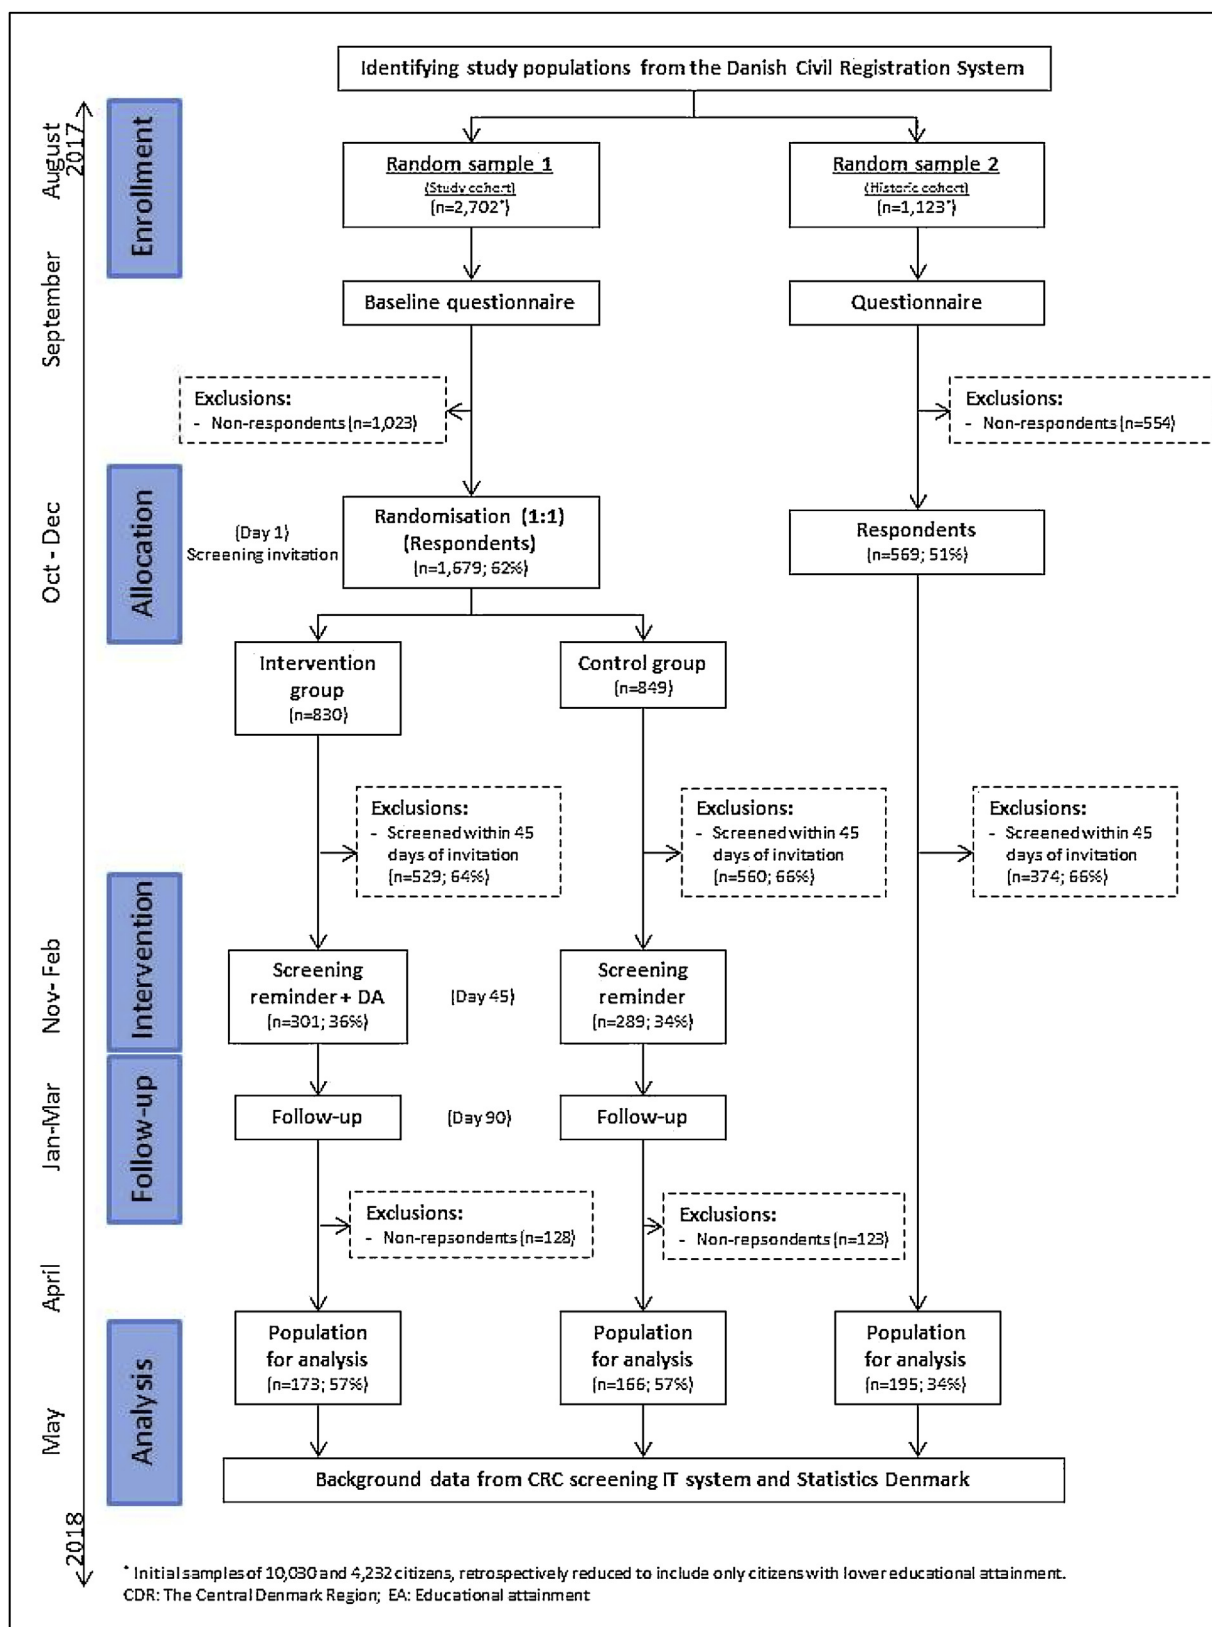 Identifying study populations from the Danish Civil Registration System
August
2017
Enrollment
Random sample 1
(Study cohort)
(n=2,702*)
Random sample 2
(Historic cohort)
(n=1,123*)
September
Baseline questionnaire
Questionnaire
Exclusions:
- Non-respondents (n=1,023)
Exclusions:
- Non-respondents (n=554)
Oct - Dec
Allocation
(Day 1)
Screening invitation
Randomisation (1:1)
(Respondents)
(n=1,679; 62%)
Respondents
(n=569; 51%)
Intervention
group
(n=830)
Control group
(n=849)
Exclusions:
- Screened within 45
days of invitation
(n=529; 64%)
Exclusions:
- Screened within 45
days of invitation
(n=560; 66%)
Exclusions:
- Screened within 45
days of invitation
(n=374; 66%)
Nov- Feb
Intervention
Screening
reminder + DA
(n=301; 36%)
(Day 45)
Screening
reminder
(n=289; 34%)
Jan-Mar
Follow-up
Follow-up
(Day 90)
Follow-up
Exclusions:
- Non-repsondents (n=128)
Exclusions:
- Non-repsondents (n=123)
April
Analysis
Population
for analysis
(n=173; 57%)
Population
for analysis
(n=166; 57%)
Population
for analysis
(n=195; 34%)
May
Background data from CRC screening IT system and Statistics Denmark
2018
* Initial samples of 10,030 and 4,232 citizens, retrospectively reduced to include only citizens with lower educational attainment.
CDR: The Central Denmark Region; EA: Educational attainment